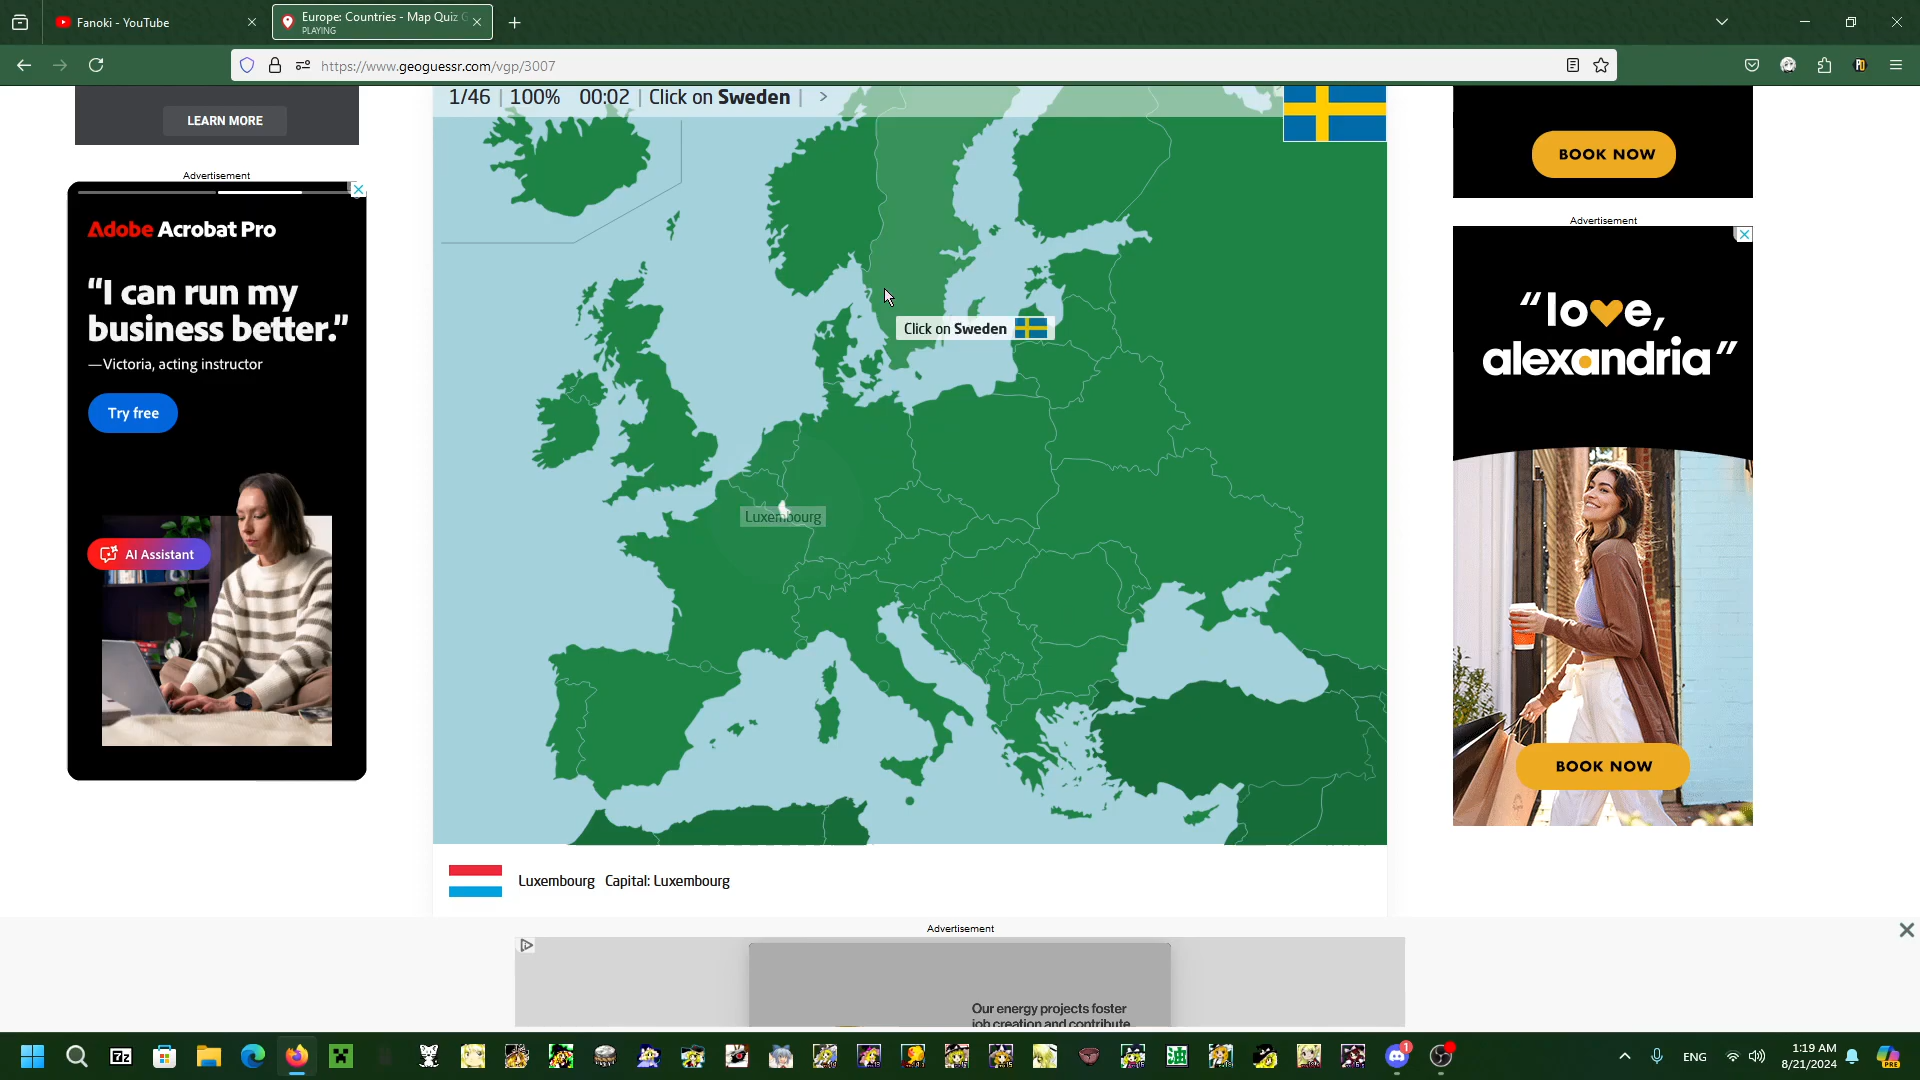 Fanoki - YouTube
Europe: Countries - Map Quiz G
PLAYING
https://www.geoguessr.com/vgp/3007
1/46 | 100% 00:02 | Click on Sweden | >
LEARN MORE
BOOK NOW
Advertisement
Adobe Acrobat Pro
“I can run my
business better.”
—Victoria, acting instructor
Try free
AI Assistant
Click on Sweden
Luxembourg
Advertisement
“love,
alexandria”
BOOK NOW
Luxembourg Capital: Luxembourg
Advertisement
Our energy projects foster
job creation and contribute
7z
1
ENG
1:19 AM
8/21/2024
PRE